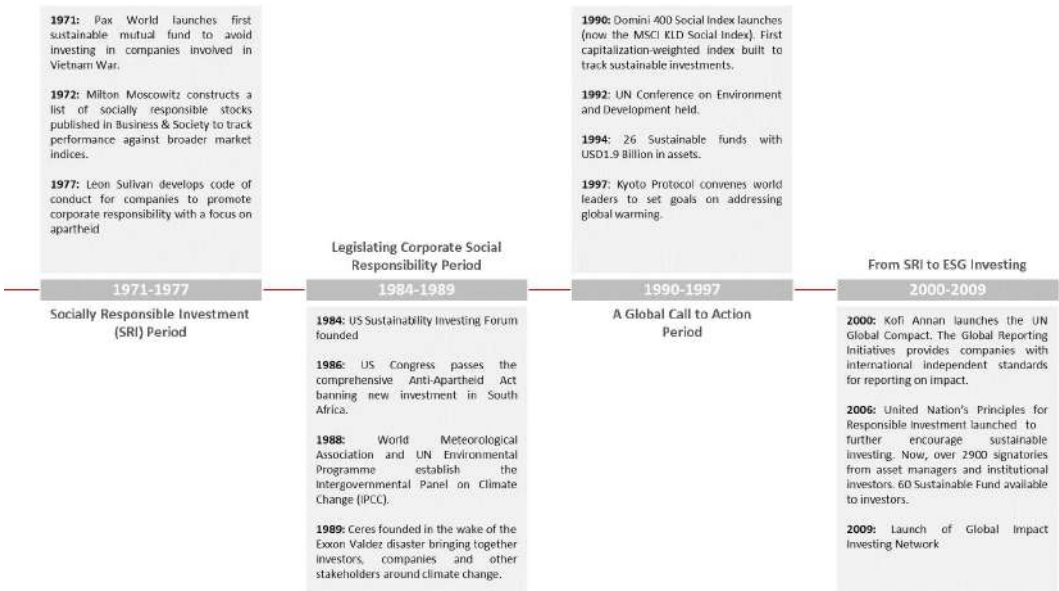 1971: Pax World launches first
sustainable mutual fund to avoid
investing in companies involved in
Vietnam War.
1972: Milton Moscowitz constructs a
list of socially responsible stocks
published in Business & Society to track
performance against broader market
indices.
1977: Leon Sullivan develops code of
conduct for companies to promote
corporate responsibility with a focus on
apartheid
1971-1977
Socially Responsible Investment
(SRI) Period
Legislating Corporate Social
Responsibility Period
1984-1989
1984: US Sustainability Investing Forum
founded
1986: US Congress passes the
comprehensive Anti-Apartheid Act
banning new investment in South
Africa.
1988: World Meteorological
Association and UN Environmental
Programme establish the
Intergovernmental Panel on Climate
Change (IPCC).
1989: Ceres founded in the wake of the
Exxon Valdez disaster bringing together
investors, companies and other
stakeholders around climate change.
1990: Domini 400 Social Index launches
(now the MSCI KLD Social Index). First
capitalization-weighted index built to
track sustainable investments.
1992: UN Conference on Environment
and Development held.
1994: 26 Sustainable funds with
USD1.9 Billion in assets.
1997: Kyoto Protocol convenes world
leaders to set goals on addressing
global warming.
1990-1997
A Global Call to Action
Period
From SRI to ESG Investing
2000-2009
2000: Kofi Annan launches the UN
Global Compact. The Global Reporting
Initiatives provides companies with
international independent standards
for reporting on impact.
2006: United Nation's Principles for
Responsible Investment launched to
further encourage sustainable
investing. Now, over 2900 signatories
from asset managers and institutional
investors. 60 Sustainable Fund available
to investors.
2009: Launch of Global Impact
Investing Network